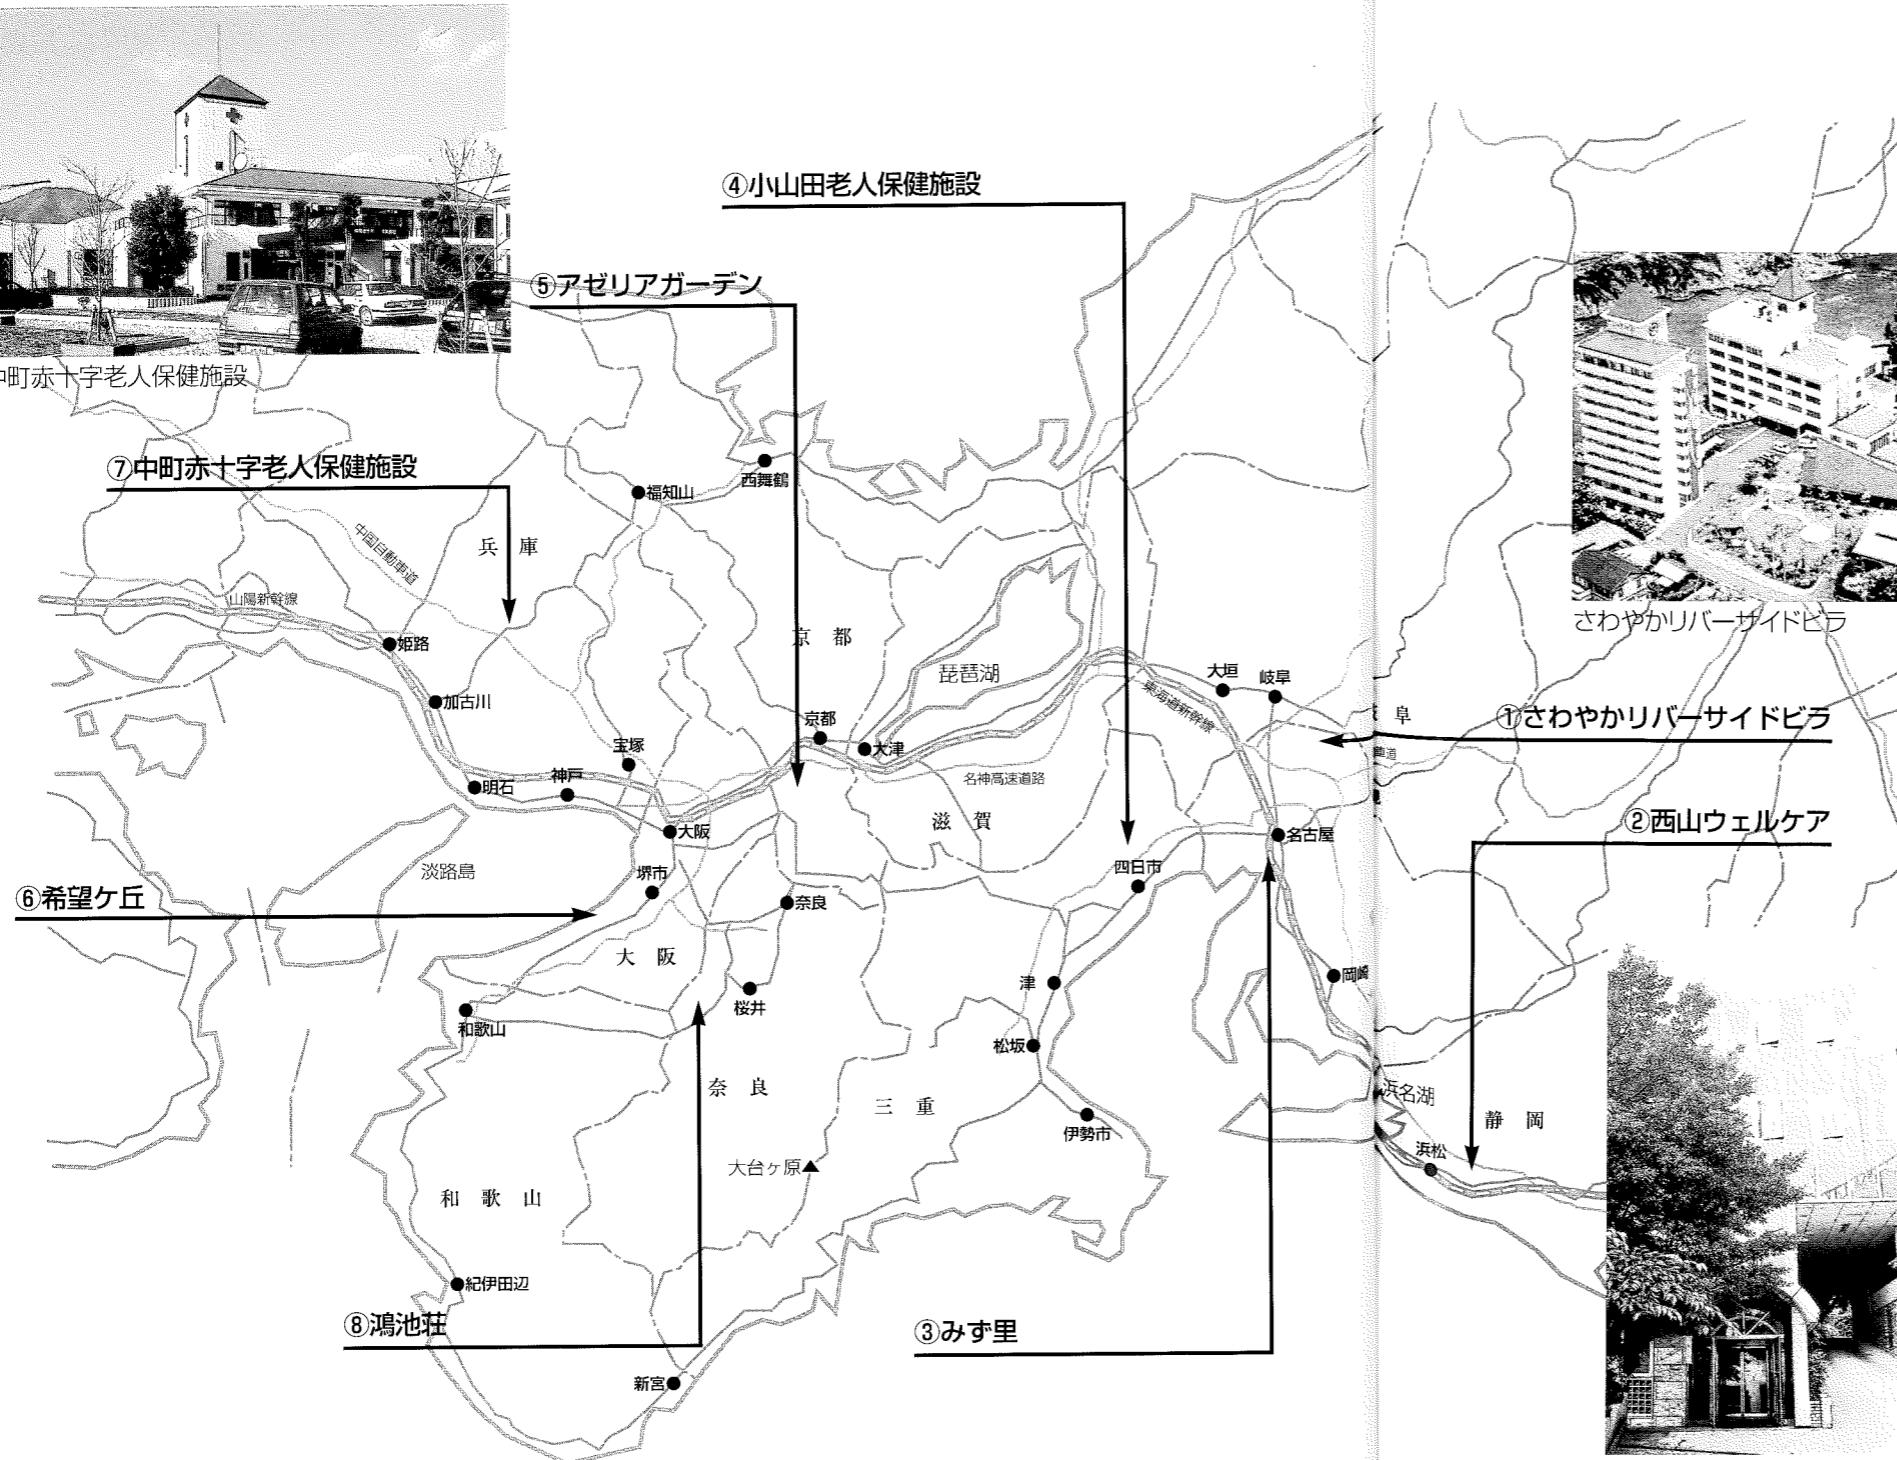 ④小山田老人保健施設
⑤アゼリアガーデン
中町赤十字老人保健施設
⑦中町赤十字老人保健施設
西舞鶴
福知山
中国自動車道
兵庫
山陽新幹線
さわやかリバーサイドビラ
姫路
京都
琵琶湖
大垣
岐阜
加古川
東海道新幹線
阜
①さわやかリバーサイドビラ
京都
宝塚
大津
道
神戸
明石
名神高速道路
滋賀
②西山ウェルケア
大阪
名古屋
淡路島
堺市
四日市
⑥希望ケ丘
奈良
大阪
津
岡崎
桜井
和歌山
松坂
奈良
浜名湖
三重
静岡
伊勢市
浜松
大台ヶ原
和歌山
紀伊田辺
⑧鴻池荘
③みず里
新宮